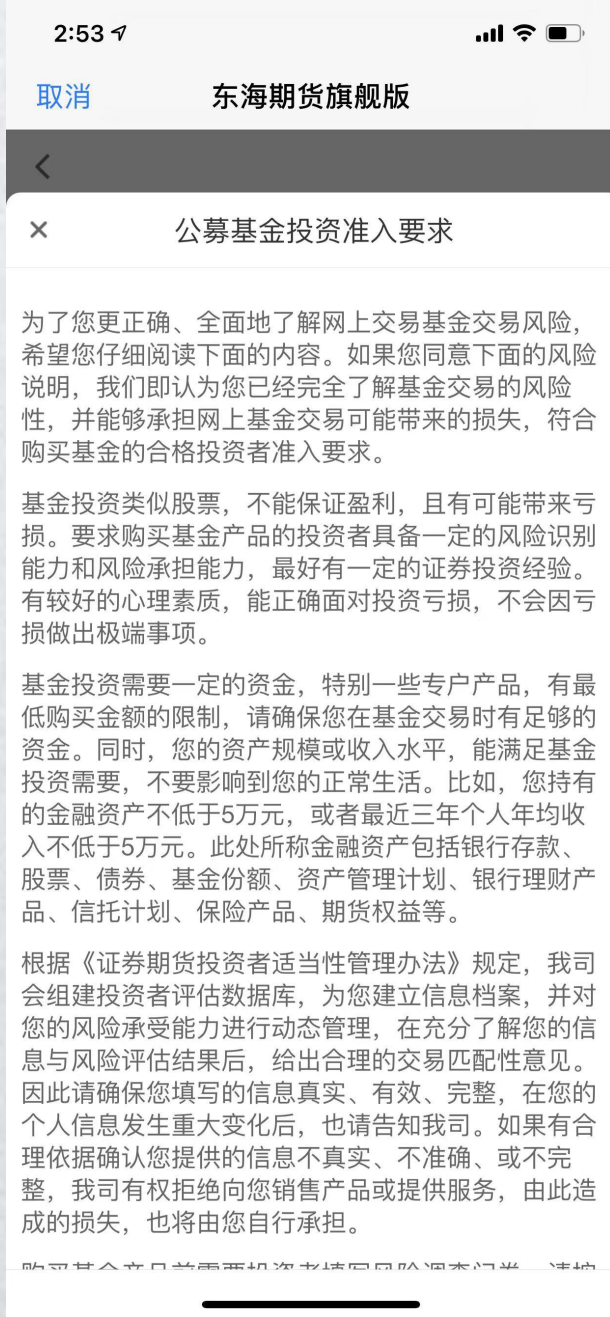 2:53
取消
东海期货旗舰版
公募基金投资准入要求
为了您更正确、全面地了解网上交易基金交易风险，
希望您仔细阅读下面的内容。如果您同意下面的风险
说明，我们即认为您已经完全了解基金交易的风险
性，并能够承担网上基金交易可能带来的损失，符合
购买基金的合格投资者准入要求。
基金投资类似股票，不能保证盈利，且有可能带来亏
损。要求购买基金产品的投资者具备一定的风险识别
能力和风险承担能力，最好有一定的证券投资经验。
有较好的心理素质，能正确面对投资亏损，不会因亏
损做出极端事项。
基金投资需要一定的资金，特别一些专户产品，有最
低购买金额的限制，请确保您在基金交易时有足够的
资金。同时，您的资产规模或收入水平，能满足基金
投资需要，不要影响到您的正常生活。比如，您持有
的金融资产不低于5万元，或者最近三年个人年均收
入不低于5万元。此处所称金融资产包括银行存款、
股票、债券、基金份额、资产管理计划、银行理财产
品、信托计划、保险产品、期货权益等。
根据《证券期货投资者适当性管理办法》规定，我司
会组建投资者评估数据库，为您建立信息档案，并对
您的风险承受能力进行动态管理，在充分了解您的信
息与风险评估结果后，给出合理的交易匹配性意见。
因此请确保您填写的信息真实、有效、完整，在您的
个人信息发生重大变化后，也请告知我司。如果有合
理依据确认您提供的信息不真实、不准确、或不完
整，我司有权拒绝向您销售产品或提供服务，由此造
成的损失，也将由您自行承担。